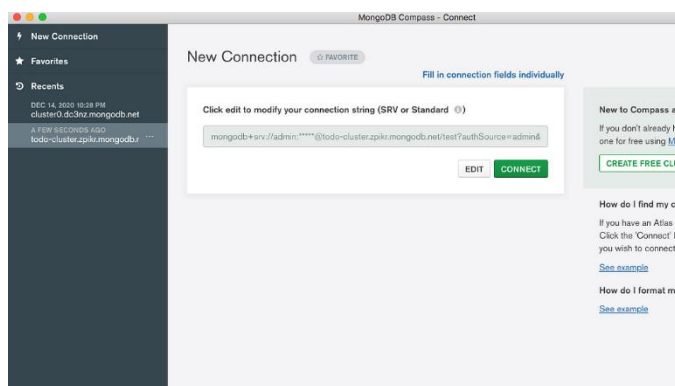 MongoDB Compass - Connect
New Connection
Favorites
Recents
DEC 14, 2020 10:28 PM
cluster0.dc3nz.mongodb.net
A FEW SECONDS AGO
todo-cluster.zpikr.mongodb.r ...
New Connection
FAVORITE
Fill in connection fields individually
Click edit to modify your connection string (SRV or Standard )
mongodb+srv://admin:*****@todo-cluster.zpikr.mongodb.net/test?authSource=admin&
EDIT
CONNECT
New to Compass a
If you don't already h
one for free using M
CREATE FREE CLU
How do I find my c
If you have an Atlas
Click the 'Connect'
you wish to connect
See example
How do I format m
See example